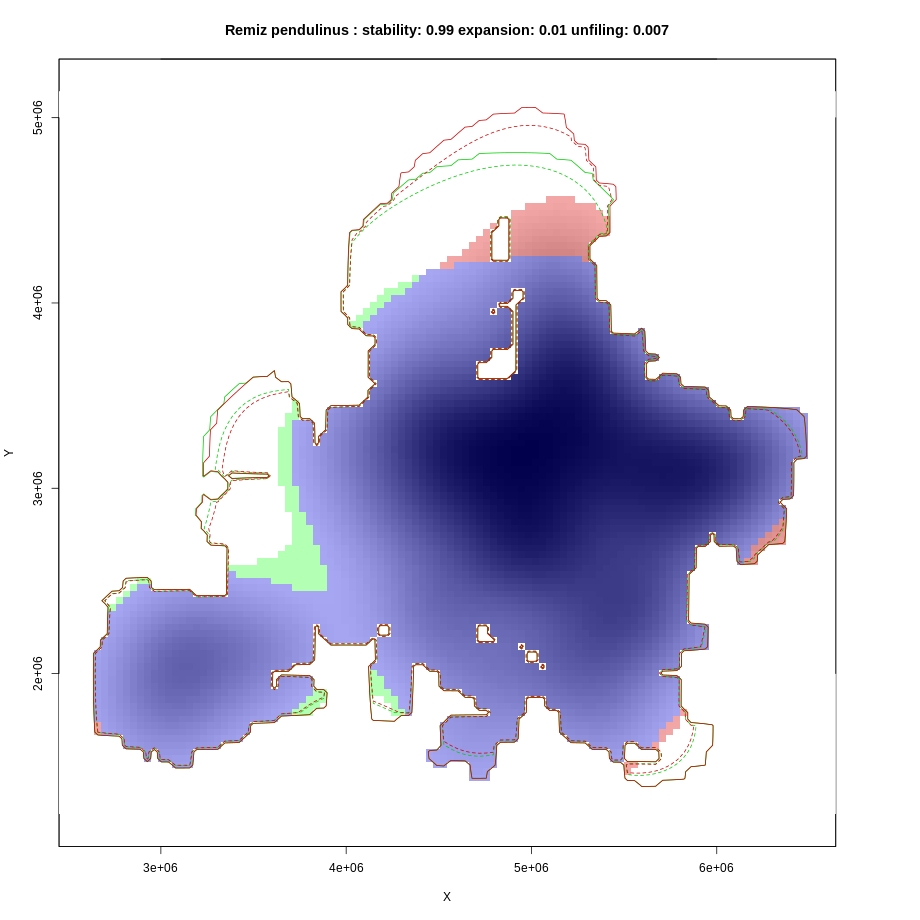 Remiz pendulinus : stability: 0.99 expansion: 0.01 unfiling: 0.007
5e+06
4e+06
Y
3e+06
2e+06
3e+06 4e+06 5e+06 6e+06
X